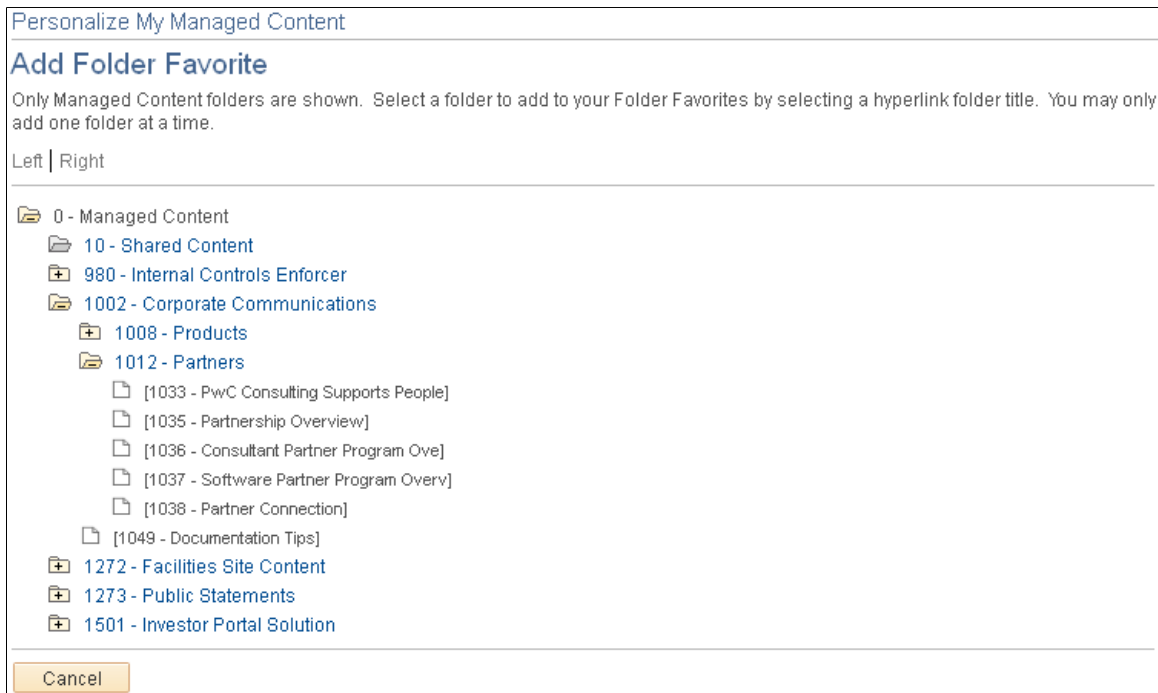 Personalize My Managed Content
Add Folder Favorite
Only Managed Content folders are shown. Select a folder to add to your Folder Favorites by selecting a hyperlink folder title. You may only
add one folder at a time.
Left | Right
0 - Managed Content
10 - Shared Content
980 - Internal Controls Enforcer
1002 - Corporate Communications
1008 - Products
1012 - Partners
[1033 - PwC Consulting Supports People]
[1035 - Partnership Overview]
[1036 - Consultant Partner Program Ove]
[1037 - Software Partner Program Overv]
[1038 - Partner Connection]
[1049 - Documentation Tips]
1272 - Facilities Site Content
1273 - Public Statements
1501 - Investor Portal Solution
Cancel